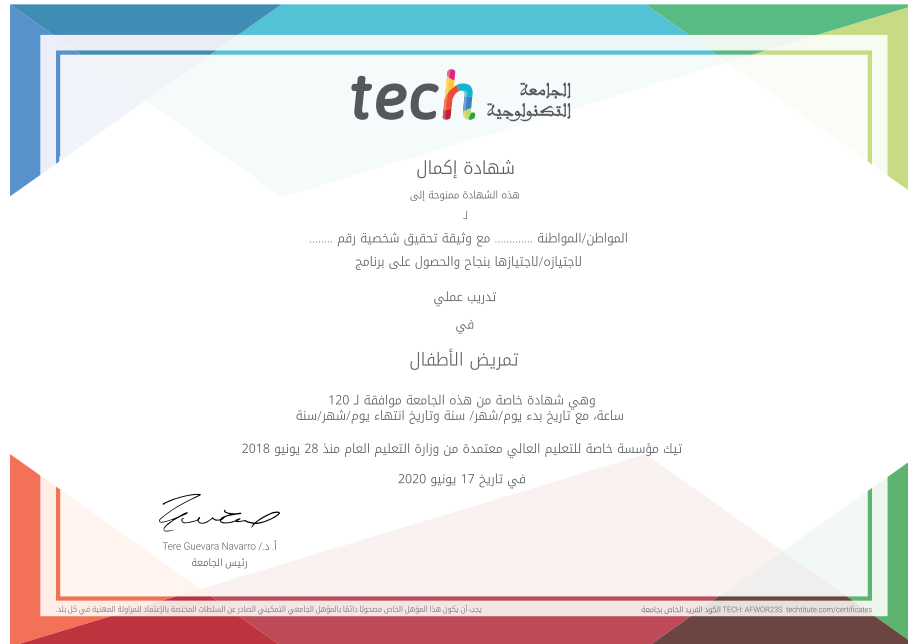 tech الجامعة
التكنولوجية
شهادة إكمال
هذه الشهادة ممنوحة إلى
لـ
المواطن/المواطنة ............. مع وثيقة تحقيق شخصية رقم ........
لاجتيازه/لاجتيازها بنجاح والحصول على برنامج
تدريب عملي
في
تمريض الأطفال
وهي شهادة خاصة من هذه الجامعة موافقة لـ 120
ساعة، مع تاريخ بدء يوم/شهر/ سنة وتاريخ انتهاء يوم/شهر/سنة
تيك مؤسسة خاصة للتعليم العالي معتمدة من وزارة التعليم العام منذ 28 يونيو 2018
في تاريخ 17 يونيو 2020
أ. د./ Tere Guevara Navarro
رئيس الجامعة
يجب أن يكون هذا المؤهل الخاص مصحوبًا دائمًا بالمؤهل الجامعي التمكيني الصادر عن السلطات المختصة بالإعتماد للمزاولة المهنية في كل بلد.
الكود الفريد الخاص بجامعة TECH: AFWOR23S techtitute.com/certificates